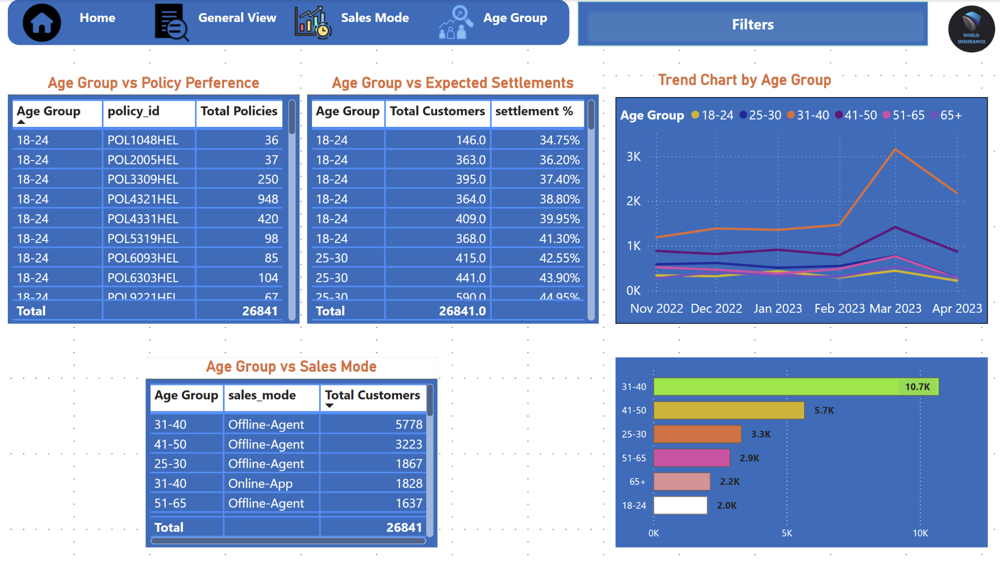 Home
General View
Sales Mode
Age Group
Filters
SHIELD
INSURANCE
Age Group vs Policy Perference
Age Group policy_id Total Policies
18-24 POL1048HEL 36
18-24 POL2005HEL 37
18-24 POL3309HEL 250
18-24 POL4321HEL 948
18-24 POL4331HEL 420
18-24 POL5319HEL 98
18-24 POL6093HEL 85
18-24 POL6303HEL 104
18-24 POL9221HEL 67
Total 26841
Age Group vs Expected Settlements
Age Group Total Customers settlement %
18-24 146.0 34.75%
18-24 363.0 36.20%
18-24 395.0 37.40%
18-24 364.0 38.80%
18-24 409.0 39.95%
18-24 368.0 41.30%
25-30 415.0 42.55%
25-30 441.0 43.90%
25-30 590.0 44.95%
Total 26841.0
Trend Chart by Age Group
Age Group 18-24 25-30 31-40 41-50 51-65 65+
3K
2K
1K
0K
Nov 2022 Dec 2022 Jan 2023 Feb 2023 Mar 2023 Apr 2023
Age Group vs Sales Mode
Age Group sales_mode Total Customers
31-40 Offline-Agent 5778
41-50 Offline-Agent 3223
25-30 Offline-Agent 1867
31-40 Online-App 1828
51-65 Offline-Agent 1637
Total 26841
31-40 10.7K
41-50 5.7K
25-30 3.3K
51-65 2.9K
65+ 2.2K
18-24 2.0K
0K 5K 10K